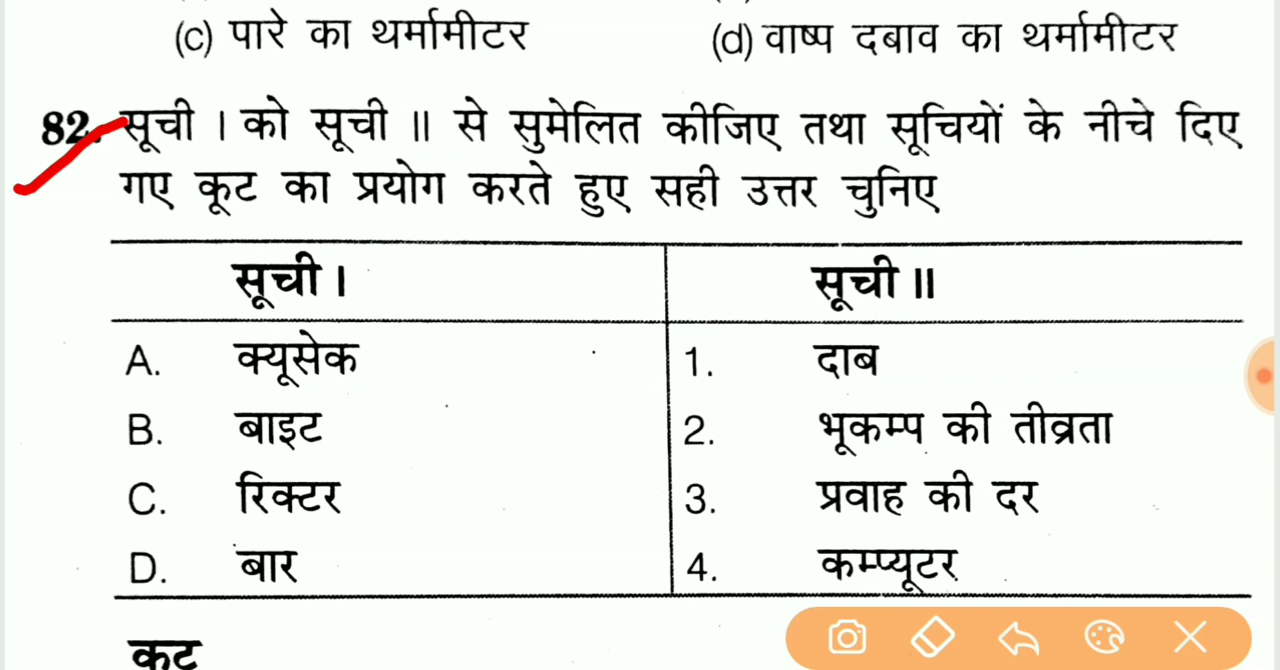 (c) पारे का थर्मामीटर (d) वाष्प दबाव का थर्मामीटर
82. सूची I को सूची II से सुमेलित कीजिए तथा सूचियों के नीचे दिए
गए कूट का प्रयोग करते हुए सही उत्तर चुनिए
सूची I सूची II
A. क्यूसेक 1. दाब
B. बाइट 2. भूकम्प की तीव्रता
C. रिक्टर 3. प्रवाह की दर
D. बार 4. कम्प्यूटर
कूट